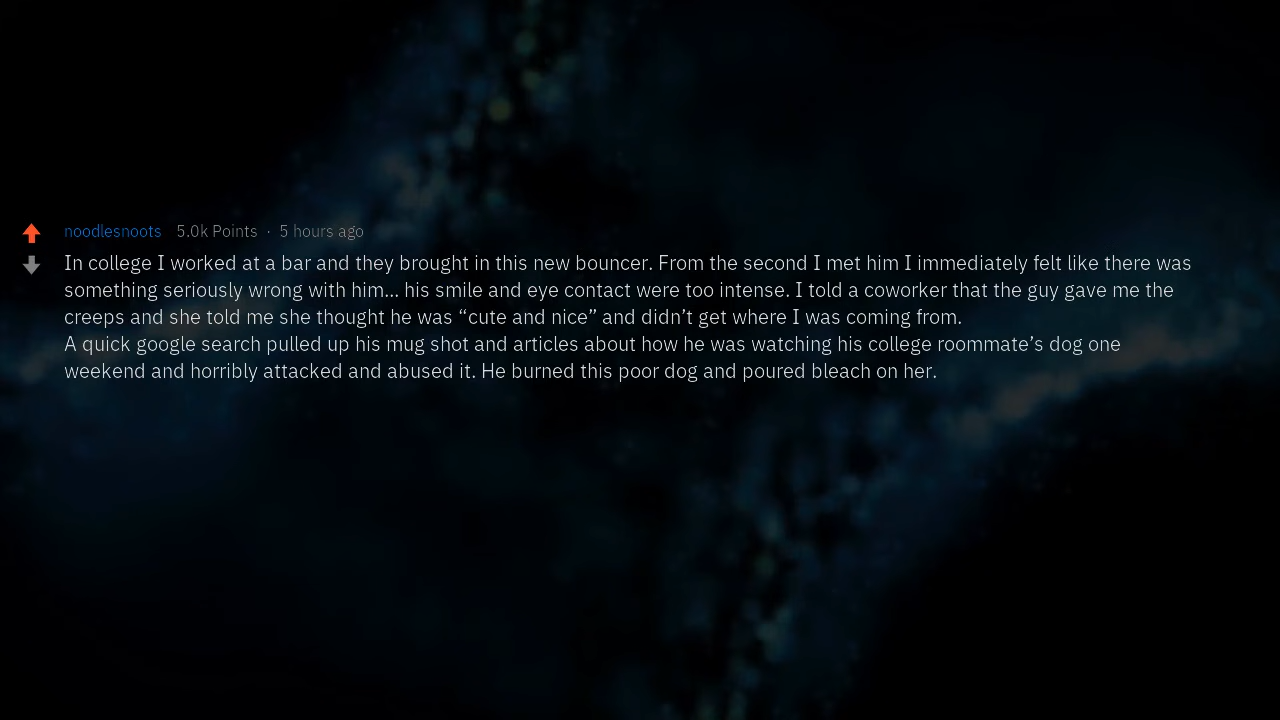 noodlesnoots 5.0k Points · 5 hours ago
In college I worked at a bar and they brought in this new bouncer. From the second I met him I immediately felt like there was
something seriously wrong with him... his smile and eye contact were too intense. I told a coworker that the guy gave me the
creeps and she told me she thought he was “cute and nice” and didn’t get where I was coming from.
A quick google search pulled up his mug shot and articles about how he was watching his college roommate’s dog one
weekend and horribly attacked and abused it. He burned this poor dog and poured bleach on her.